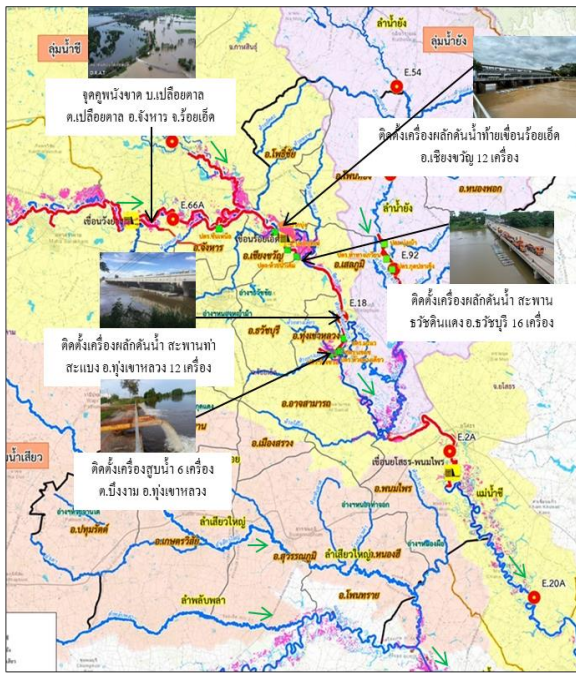 ลุ่มน้ำชี
ลำน้ำยัง
ลุ่มน้ำยัง
E.54
จุดคูพนังขาด บ.เปลือยตาล
ต.เปลือยตาล อ.จังหาร จ.ร้อยเอ็ด
ติดตั้งเครื่องผลักดันน้ำท้ายเขื่อนร้อยเอ็ด
อ.เชียงขวัญ 12 เครื่อง
อ.โพธิ์ชัย
อ.หนองพอก
ลำน้ำยัง
E.66A
เขื่อนร้อยเอ็ด
อ.จังหาร
อ.เชียงขวัญ
อ.เสลภูมิ
E.92
E.18
ติดตั้งเครื่องผลักดันน้ำ สะพาน
ธวัชดินแดง อ.ธวัชบุรี 16 เครื่อง
อ.ธวัชบุรี
อ.ทุ่งเขาหลวง
ติดตั้งเครื่องผลักดันน้ำ สะพานท่า
สะแบง อ.ทุ่งเขาหลวง 12 เครื่อง
จ.ยโสธร
อ.อาจสามารถ
อ.เมืองสรวง
E.2A
เขื่อนยโสธร-พนมไพร
ติดตั้งเครื่องสูบน้ำ 6 เครื่อง
ต.บึงงาม อ.ทุ่งเขาหลวง
อ.พนมไพร
แม่น้ำชี
ลำเสียวใหญ่
อ.ปทุมรัตต์
อ.เกษตรวิสัย
อ.สุวรรณภูมิ
ลำเสียวใหญ่
อ.หนองฮี
ลำพลับพลา
อ.โพนทราย
E.20A